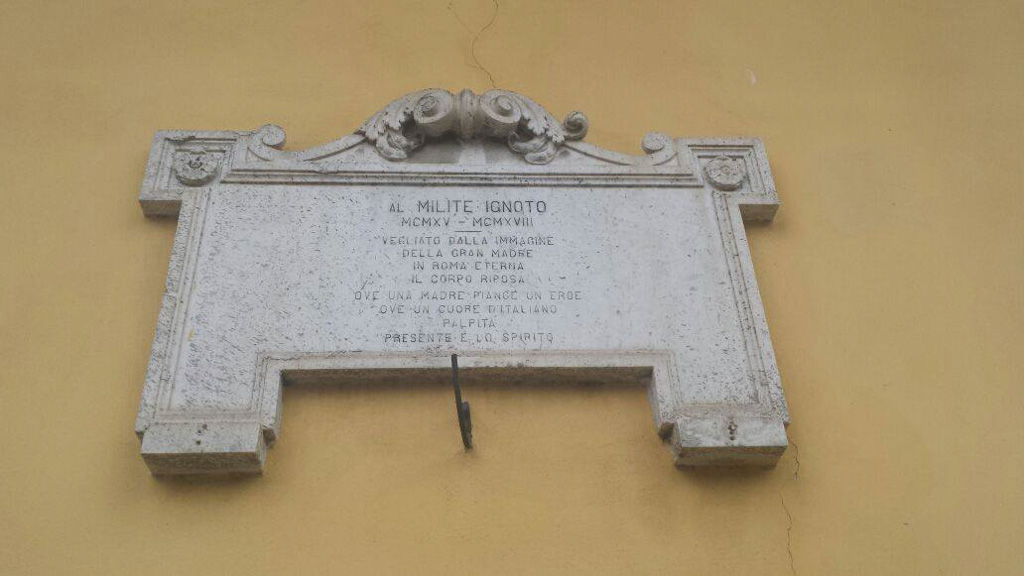 AL MILITE IGNOTO
MCMXV – MCMXVIII
VEGLIATO DALLA IMMAGINE
DELLA GRAN MADRE
IN ROMA ETERNA
IL CORPO RIPOSA
OVE UNA MADRE PIANGE UN EROE
OVE UN CUORE D'ITALIANO
PALPITA
PRESENTE È LO SPIRITO